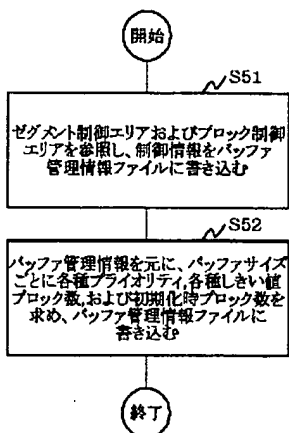 開始
S51
セグメント制御エリアおよびブロック制御
エリアを参照し、制御情報をバッファ
管理情報ファイルに書き込む
S52
バッファ管理情報を元に、バッファサイズ
ごとに各種プライオリティ,各種しきい値
ブロック数,および初期化時ブロック数を
求め、バッファ管理情報ファイルに
書き込む
終了